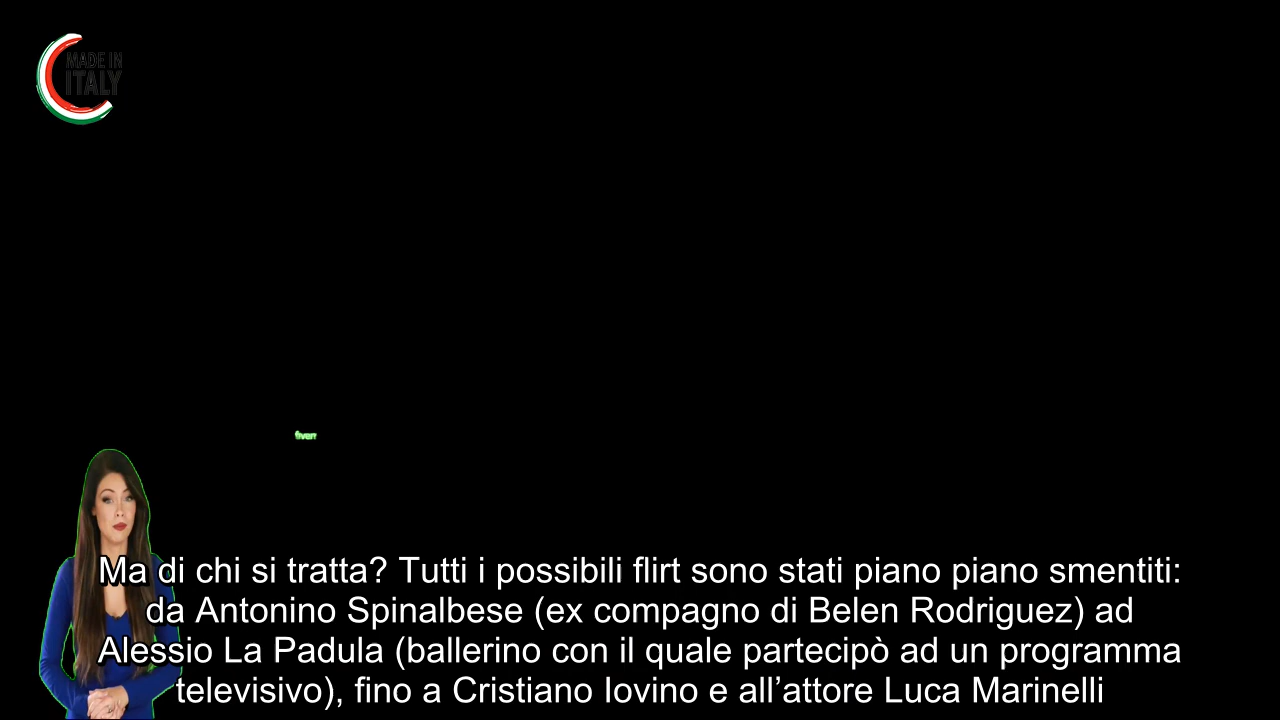 MADE IN
ITALY
fiverr
Ma di chi si tratta? Tutti i possibili flirt sono stati piano piano smentiti:
da Antonino Spinalbese (ex compagno di Belen Rodriguez) ad
Alessio La Padula (ballerino con il quale partecipò ad un programma
televisivo), fino a Cristiano Iovino e all’attore Luca Marinelli